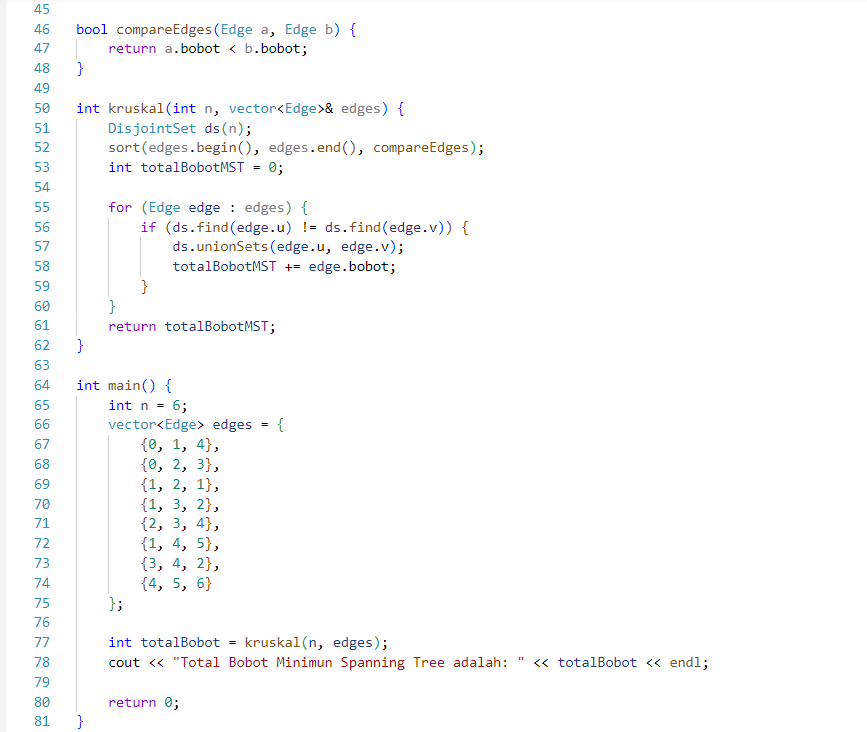 45
46 bool compareEdges(Edge a, Edge b) {
47     return a.bobot < b.bobot;
48 }
49
50 int kruskal(int n, vector<Edge>& edges) {
51     DisjointSet ds(n);
52     sort(edges.begin(), edges.end(), compareEdges);
53     int totalBobotMST = 0;
54
55     for (Edge edge : edges) {
56         if (ds.find(edge.u) != ds.find(edge.v)) {
57             ds.unionSets(edge.u, edge.v);
58             totalBobotMST += edge.bobot;
59         }
60     }
61     return totalBobotMST;
62 }
63
64 int main() {
65     int n = 6;
66     vector<Edge> edges = {
67         {0, 1, 4},
68         {0, 2, 3},
69         {1, 2, 1},
70         {1, 3, 2},
71         {2, 3, 4},
72         {1, 4, 5},
73         {3, 4, 2},
74         {4, 5, 6}
75     };
76
77     int totalBobot = kruskal(n, edges);
78     cout << "Total Bobot Minimun Spanning Tree adalah: " << totalBobot << endl;
79
80     return 0;
81 }